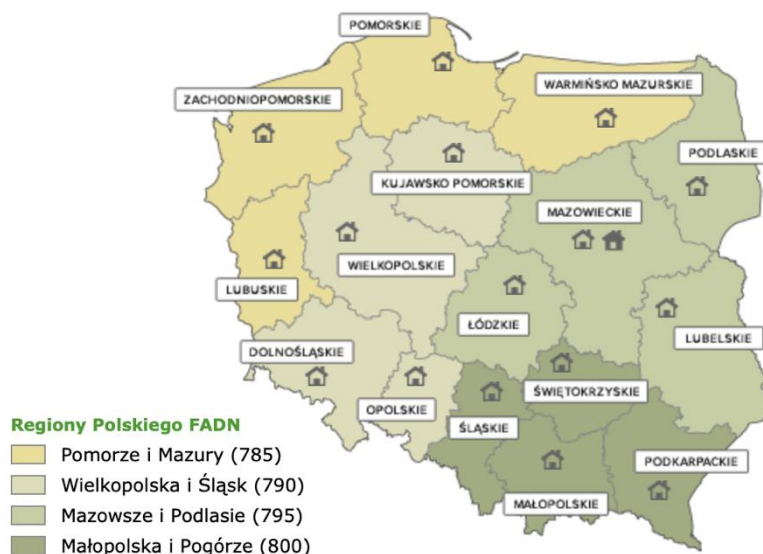 POMORSKIE
ZACHODNIOPOMORSKIE
WARMIŃSKO MAZURSKIE
PODLASKIE
KUJAWSKO POMORSKIE
MAZOWIECKIE
WIELKOPOLSKIE
LUBUSKIE
ŁÓDZKIE
LUBELSKIE
DOLNOŚLĄSKIE
OPOLSKIE
ŚWIĘTOKRZYSKIE
ŚLĄSKIE
PODKARPACKIE
MAŁOPOLSKIE
Regiony Polskiego FADN
Pomorze i Mazury (785)
Wielkopolska i Śląsk (790)
Mazowsze i Podlasie (795)
Małopolska i Pogórze (800)